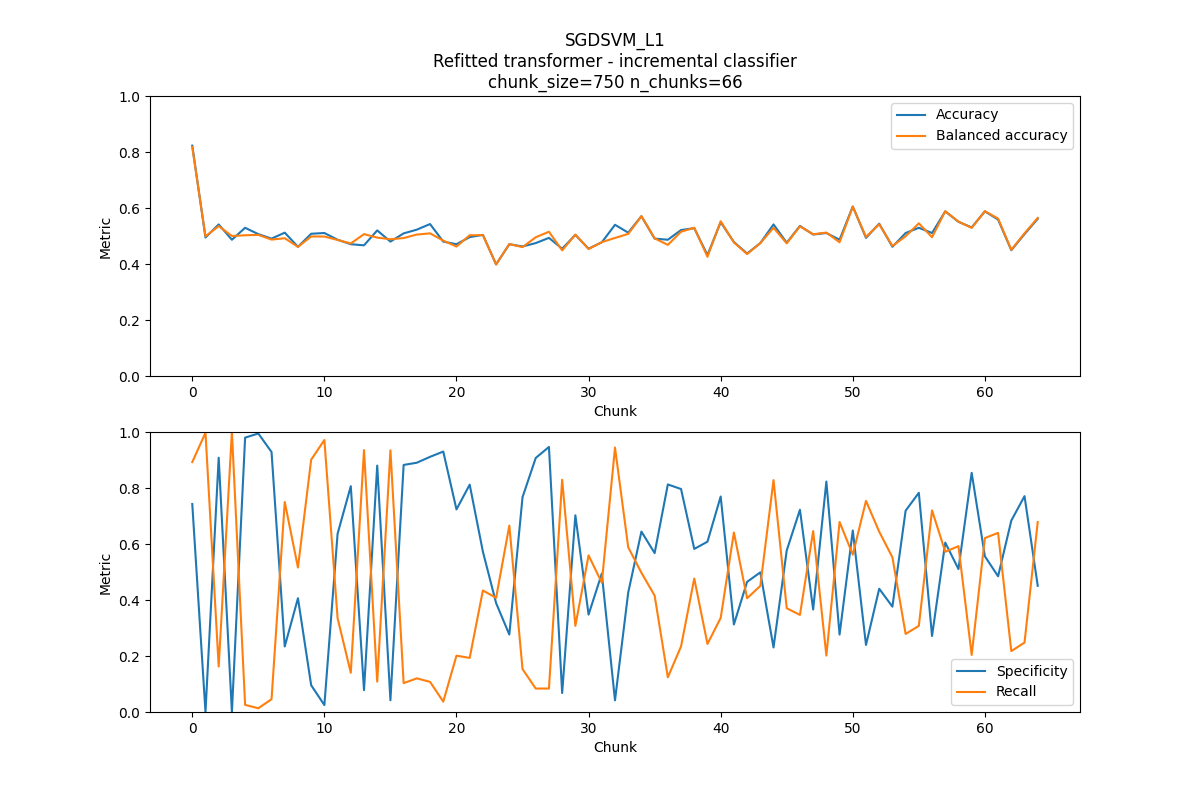 SGDSVM_L1
Refitted transformer - incremental classifier
chunk_size=750 n_chunks=66
1.0
0.8
0.6
0.4
0.2
0.0
Metric
Accuracy
Balanced accuracy
0 10 20 30 40 50 60
Chunk
1.0
0.8
0.6
0.4
0.2
0.0
Metric
Specificity
Recall
0 10 20 30 40 50 60
Chunk